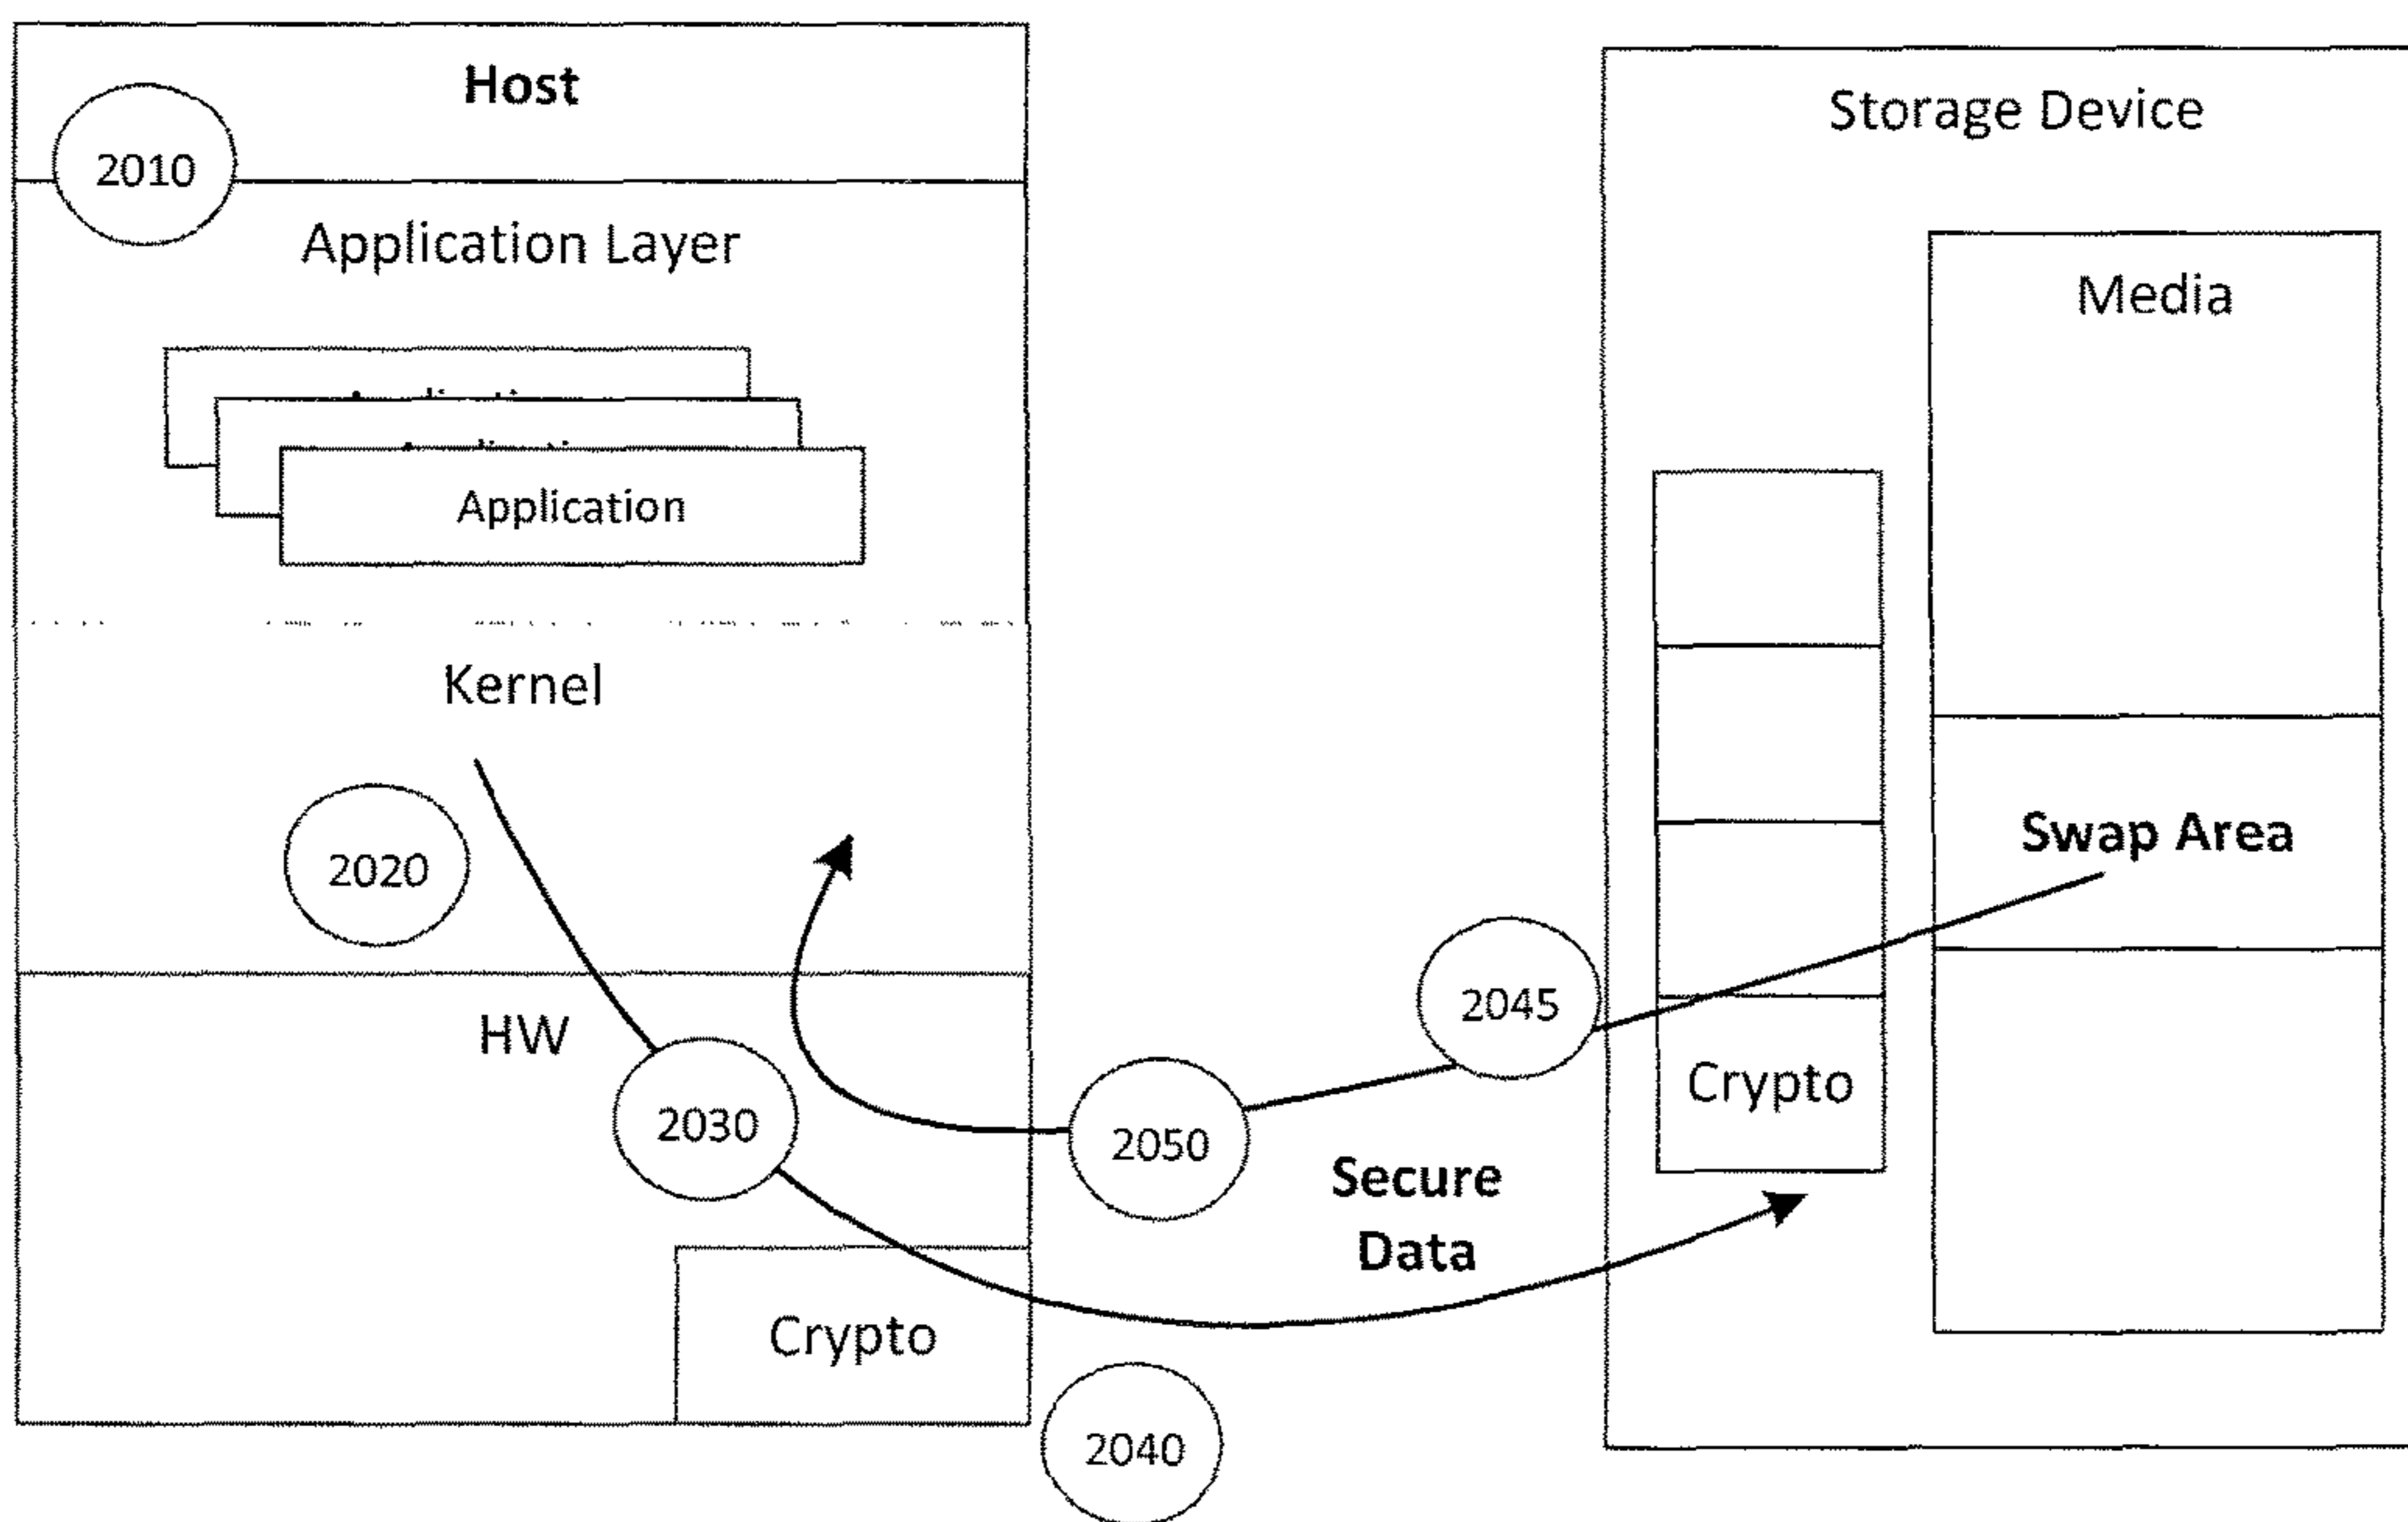 Host
2010
Application Layer
Application
Kernel
2020
HW
2030
Crypto
2040
2050
2045
Secure
Data
Storage Device
Media
Swap Area
Crypto